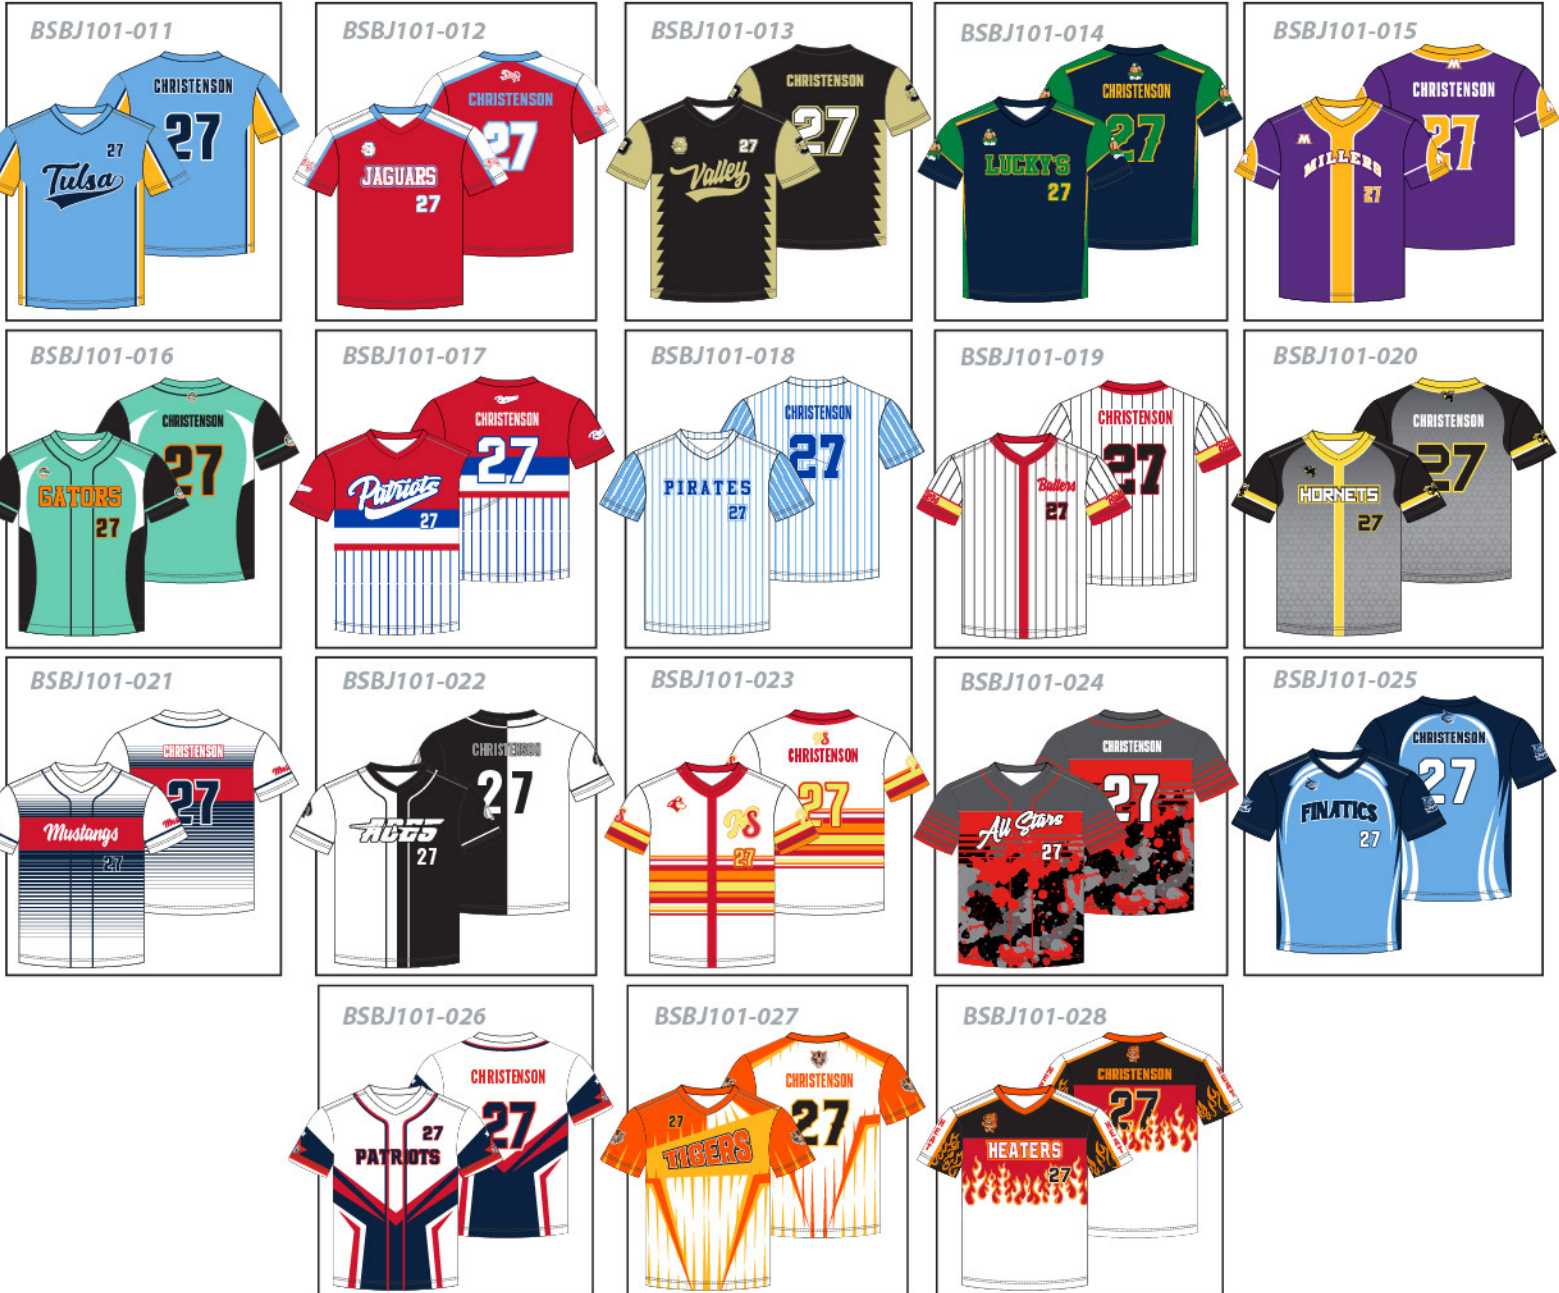 BSBJ101-011
CHRISTENSON
27
27
Tulsa
BSBJ101-012
CHRISTENSON
27
JAGUARS
27
BSBJ101-013
CHRISTENSON
27
27
Valley
BSBJ101-014
CHRISTENSON
27
LUCKY'S
27
BSBJ101-015
M
CHRISTENSON
27
M
MILLERS
27
BSBJ101-016
CHRISTENSON
27
GATORS
27
BSBJ101-017
CHRISTENSON
27
Patriots
27
BSBJ101-018
CHRISTENSON
27
PIRATES
27
BSBJ101-019
CHRISTENSON
27
Ballers
27
BSBJ101-020
CHRISTENSON
27
HORNETS
27
BSBJ101-021
CHRISTENSON
27
Mustangs
27
BSBJ101-022
CHRISTENSON
27
ACES
27
BSBJ101-023
CHRISTENSON
27
27
BSBJ101-024
CHRISTENSON
27
All Stars
27
BSBJ101-025
CHRISTENSON
27
FINATICS
27
BSBJ101-026
CHRISTENSON
27
27
PATRIOTS
BSBJ101-027
CHRISTENSON
27
27
TIGERS
BSBJ101-028
CHRISTENSON
27
HEATERS
27